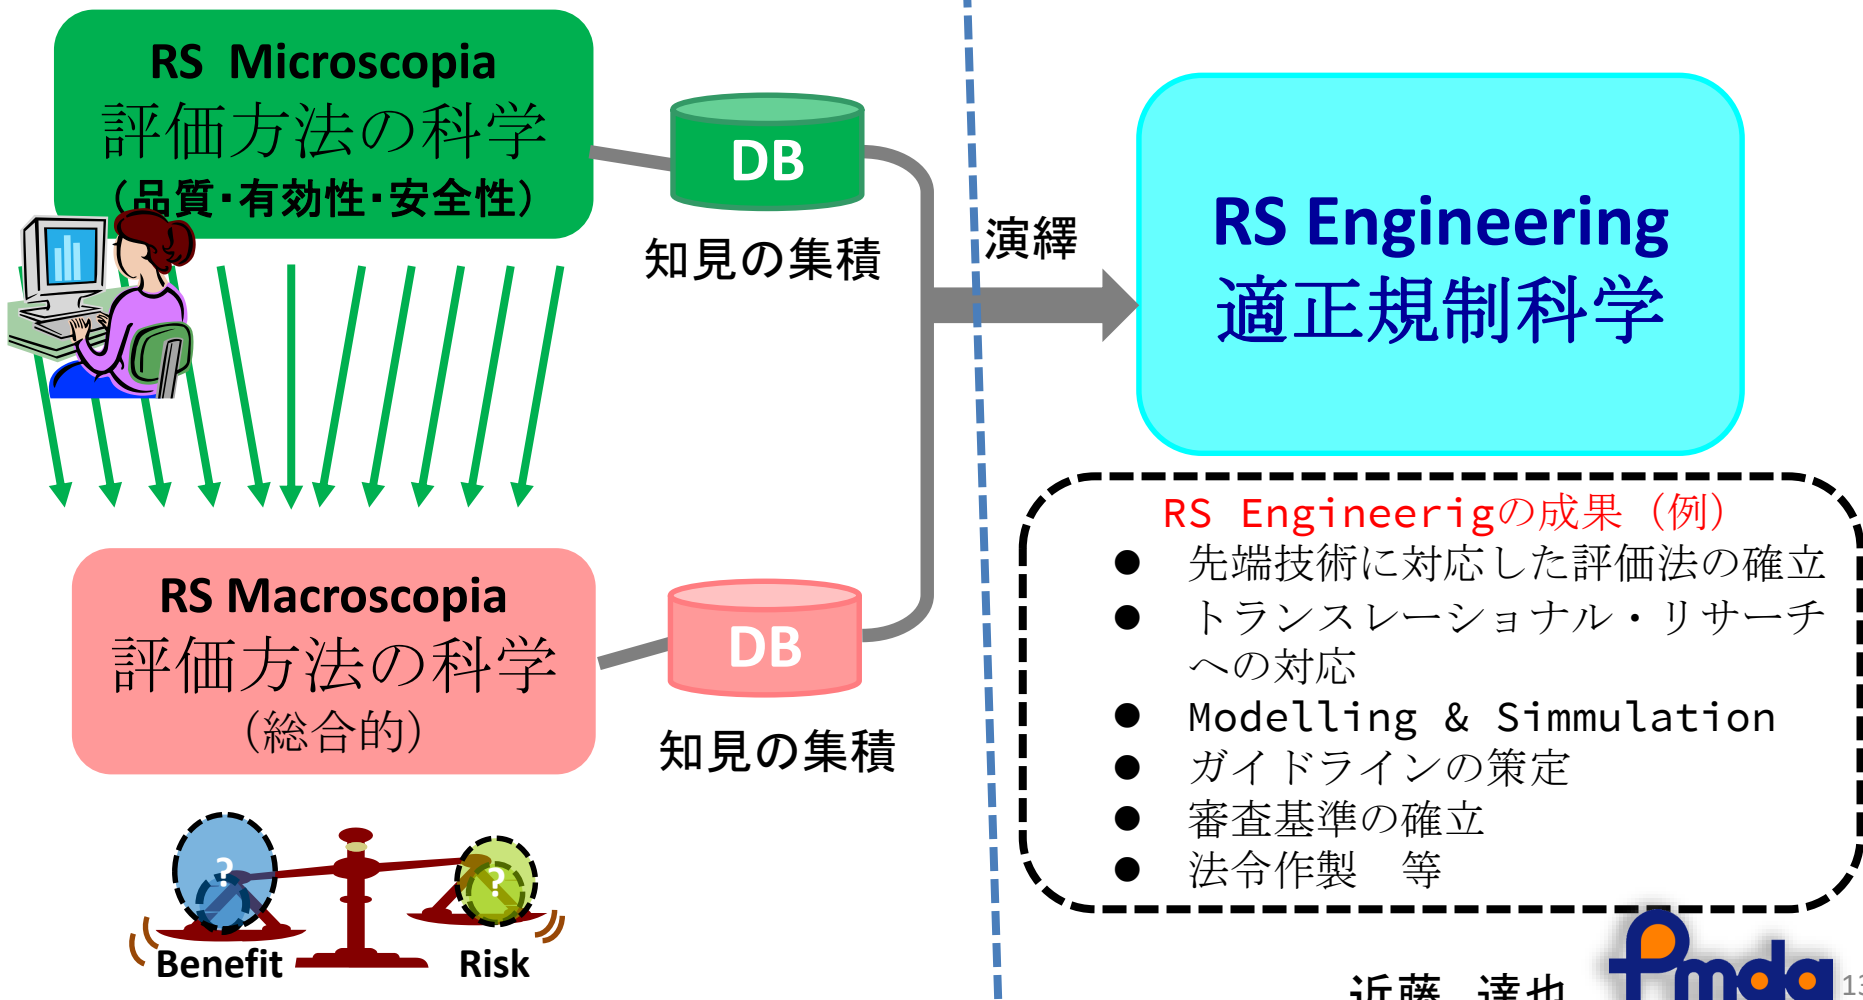 RS Microscopia
評価方法の科学
（品質・有効性・安全性）
DB
知見の集積
演繹
RS Engineering
適正規制科学
RS Macroscopia
評価方法の科学
（総合的）
DB
知見の集積
?
?
Benefit
Risk
RS Engineerigの成果（例）
● 先端技術に対応した評価法の確立
● トランスレーショナル・リサーチ
への対応
● Modelling & Simmulation
● ガイドラインの策定
● 審査基準の確立
● 法令作製　等
近藤 達也
Pmda
13